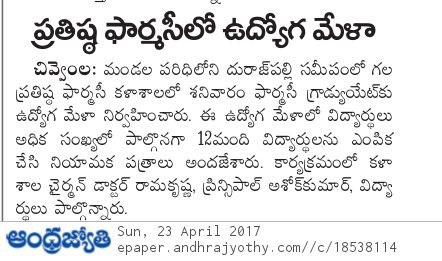 ప్రతిష్ఠ ఫార్మసీలో ఉద్యోగ మేళా
చివ్వెంల: మండల పరిధిలోని దురాజ్‌పల్లి సమీపంలో గల
ప్రతిష్ఠ ఫార్మసీ కళాశాలలో శనివారం ఫార్మసీ గ్రాడ్యుయేట్‌కు
ఉద్యోగ మేళా నిర్వహించారు. ఈ ఉద్యోగ మేళాలో విద్యార్థులు
అధిక సంఖ్యలో పాల్గొనగా 12మంది విద్యార్థులను ఎంపిక
చేసి నియామక పత్రాలు అందజేశారు. కార్యక్రమంలో కళా
శాల చైర్మన్‌ డాక్టర్‌ రామకృష్ణ, ప్రిన్సిపాల్‌ అశోక్‌కుమార్‌, విద్యా
ర్థులు పాల్గొన్నారు.
ఆంధ్రజ్యోతి
Sun, 23 April 2017
epaper.andhrajyothy.com//c/18538114